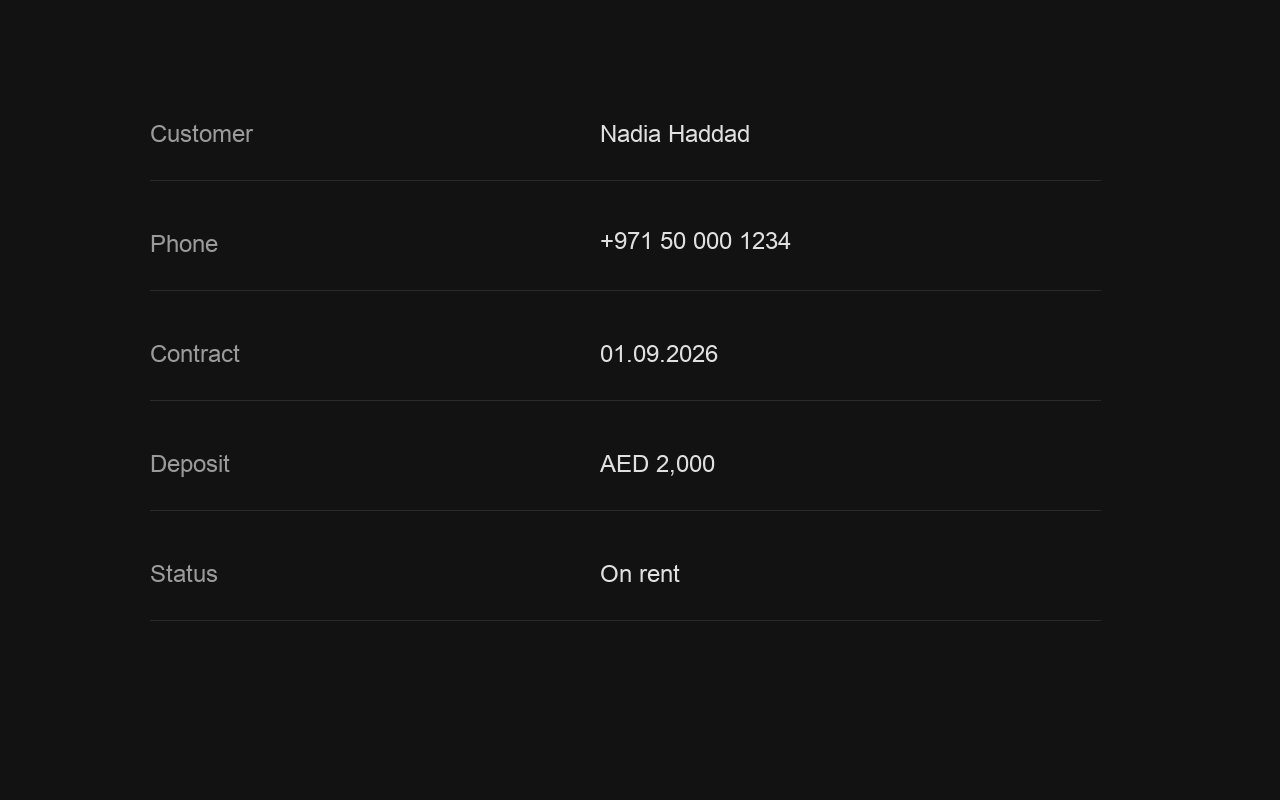 Customer Nadia Haddad
Phone +971 50 000 1234
Contract 01.09.2026
Deposit AED 2,000
Status On rent